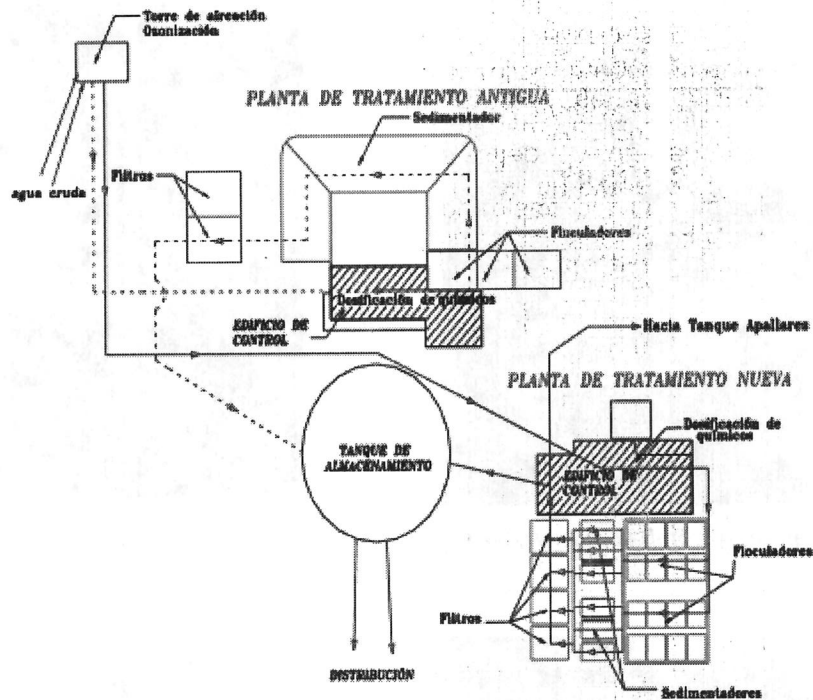 Torre de aireación
Ozonización
PLANTA DE TRATAMIENTO ANTIGUA
Sedimentador
agua cruda
Filtros
Floculadores
Dosificación de químicos
EDIFICIO DE
CONTROL
Hacia Tanque Apallares
PLANTA DE TRATAMIENTO NUEVA
Dosificación de
químicos
TANQUE DE
ALMACENAMIENTO
EDIFICIO DE
CONTROL
Floculadores
Filtros
DISTRIBUCIÓN
Sedimentadores